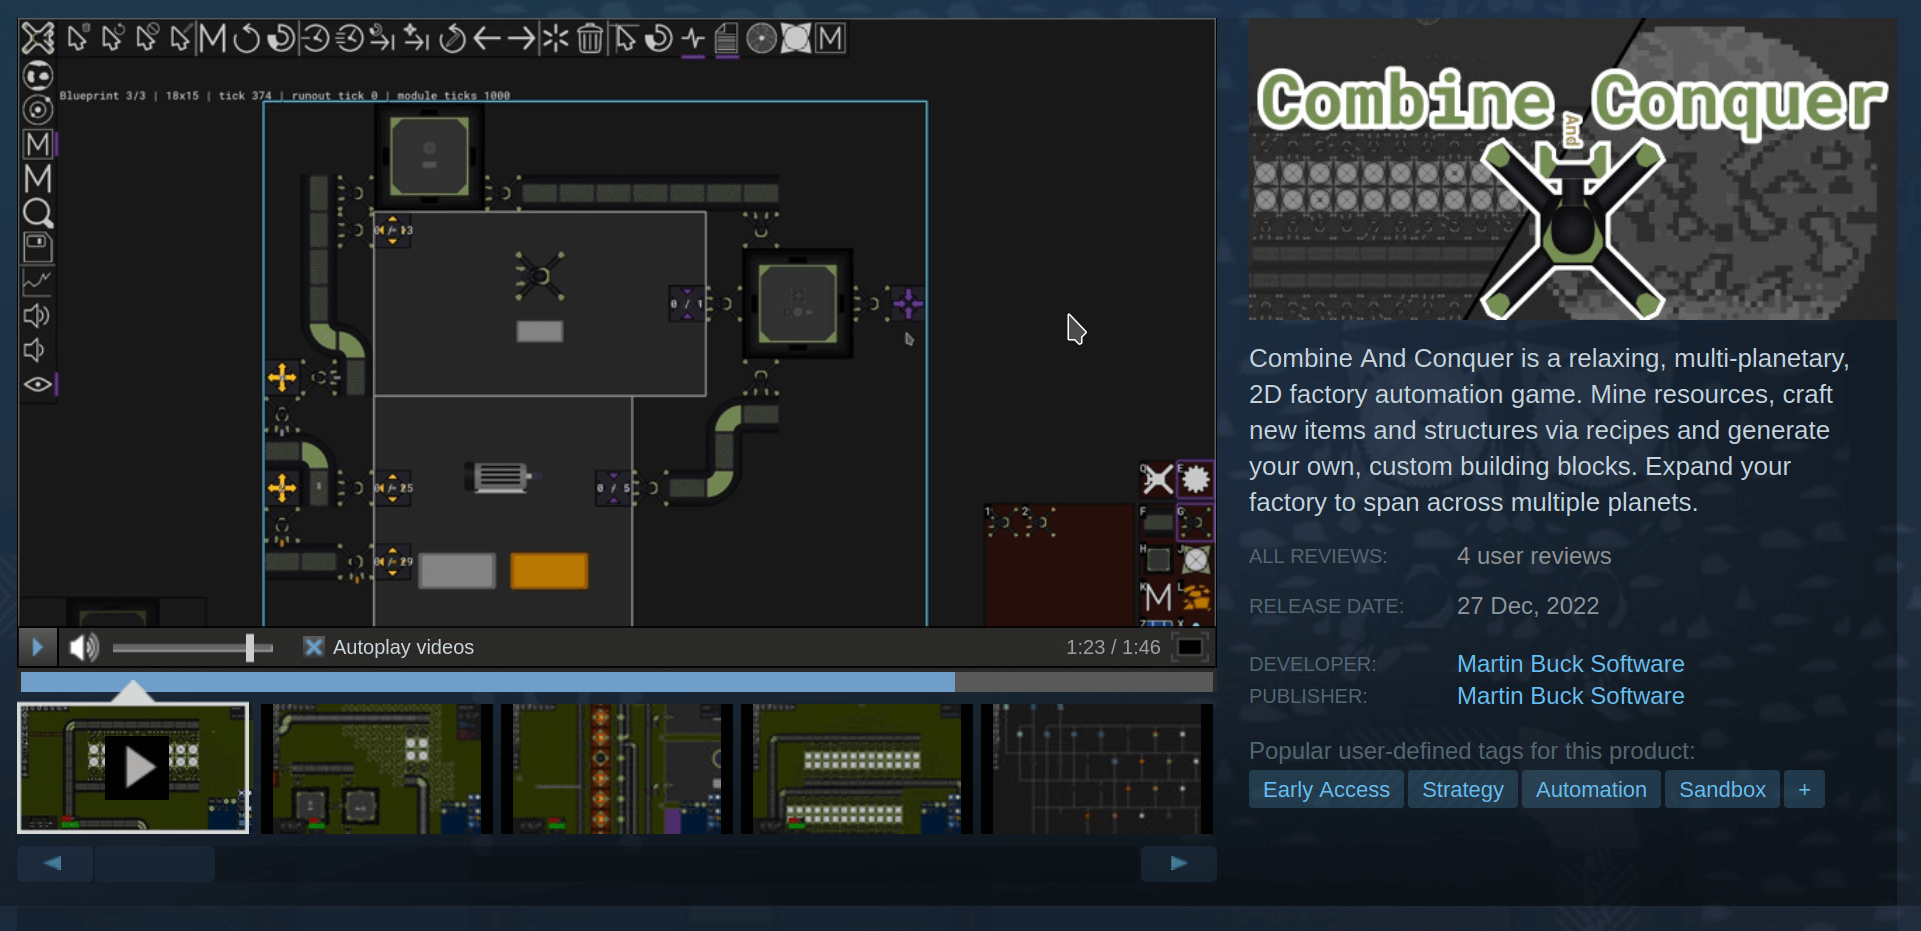 Blueprint 3/3 | 18x15 | tick 374 | runout tick 0 | module ticks 1000
0 / 1
0 / 5
Autoplay videos
1:23 / 1:46
Combine And Conquer
Combine And Conquer is a relaxing, multi-planetary,
2D factory automation game. Mine resources, craft
new items and structures via recipes and generate
your own, custom building blocks. Expand your
factory to span across multiple planets.
ALL REVIEWS: 4 user reviews
RELEASE DATE: 27 Dec, 2022
DEVELOPER: Martin Buck Software
PUBLISHER: Martin Buck Software
Popular user-defined tags for this product:
Early Access Strategy Automation Sandbox +